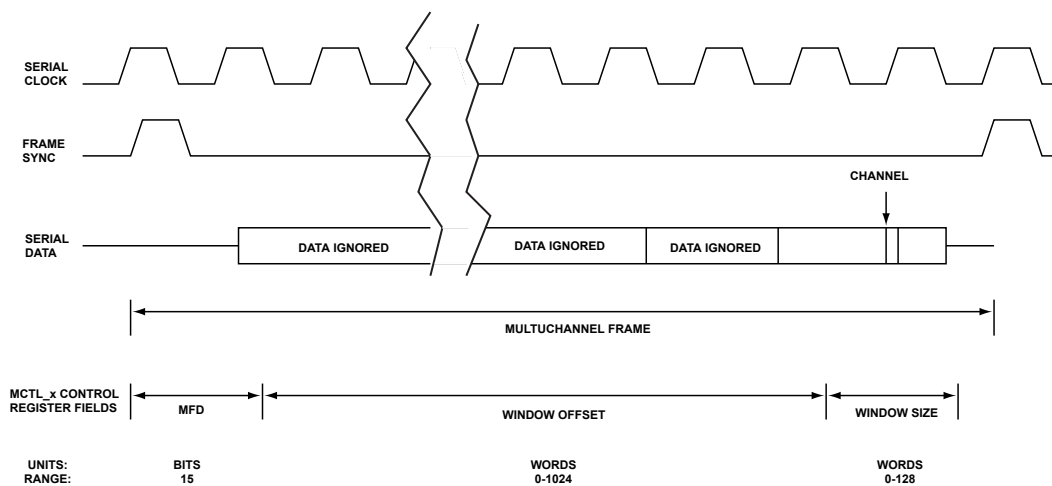 SERIAL
CLOCK
FRAME
SYNC
CHANNEL
SERIAL
DATA
DATA IGNORED
DATA IGNORED
DATA IGNORED
MULTUCHANNEL FRAME
MCTL_x CONTROL
REGISTER FIELDS
MFD
WINDOW OFFSET
WINDOW SIZE
UNITS:
RANGE:
BITS
15
WORDS
0-1024
WORDS
0-128